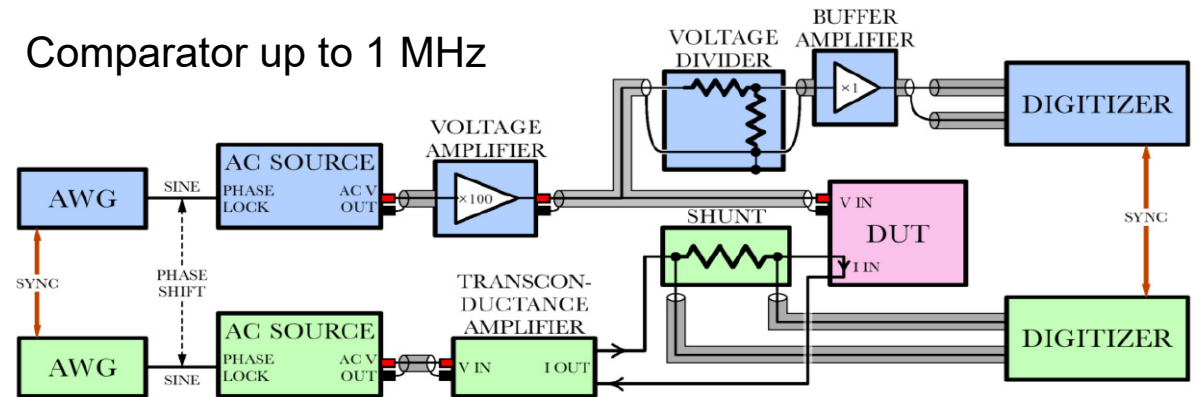 Comparator up to 1 MHz
VOLTAGE
DIVIDER
BUFFER
AMPLIFIER
×1
DIGITIZER
VOLTAGE
AMPLIFIER
×100
AC SOURCE
PHASE
LOCK
AC V
OUT
AWG
SINE
SYNC
PHASE
SHIFT
V IN
DUT
I IN
SHUNT
SYNC
TRANSCON-
DUCTANCE
AMPLIFIER
V IN
I OUT
AC SOURCE
PHASE
LOCK
AC V
OUT
AWG
SINE
DIGITIZER